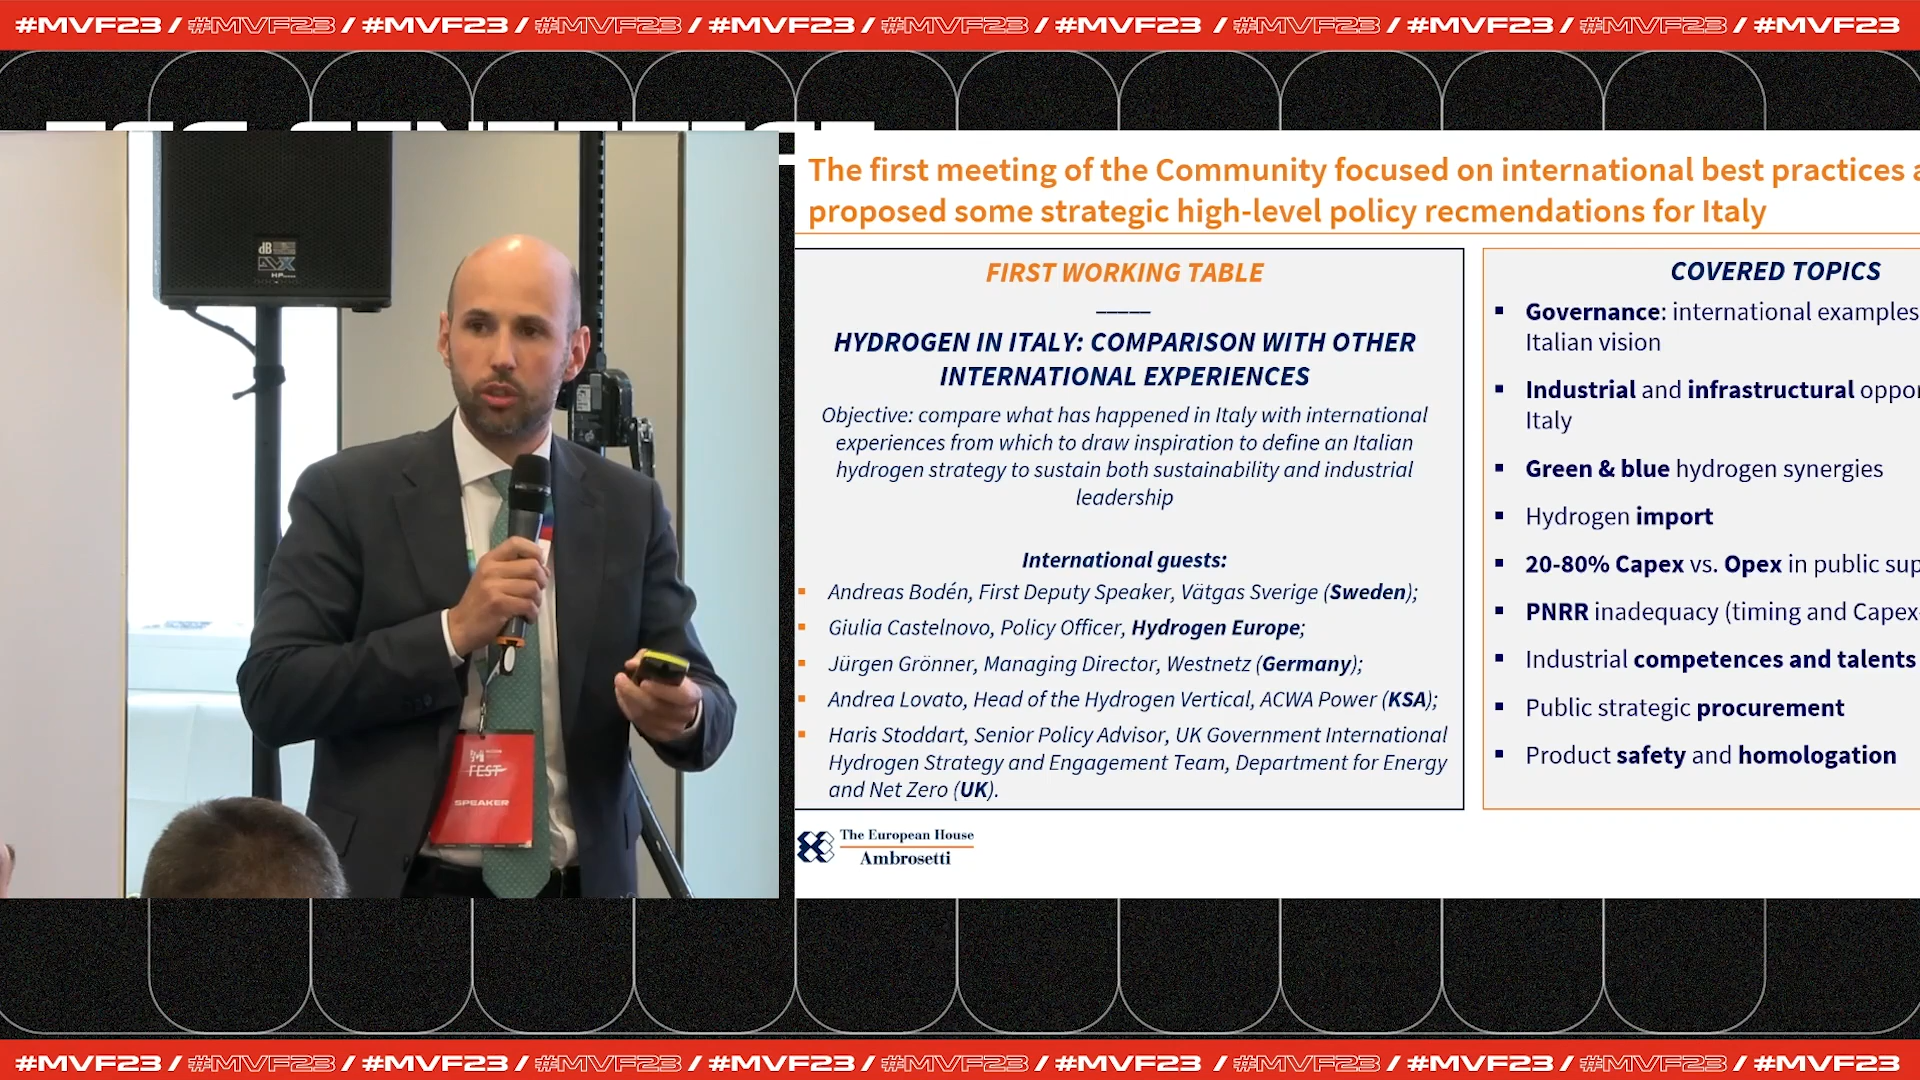 #MVF23 / #MVF23 / #MVF23 / #MVF23 / #MVF23 / #MVF23 / #MVF23 / #MVF23 / #MVF23 / #MVF23 / #MVF23
The first meeting of the Community focused on international best practices
proposed some strategic high-level policy recmendations for Italy
FIRST WORKING TABLE
HYDROGEN IN ITALY: COMPARISON WITH OTHER
INTERNATIONAL EXPERIENCES
Objective: compare what has happened in Italy with international
experiences from which to draw inspiration to define an Italian
hydrogen strategy to sustain both sustainability and industrial
leadership
International guests:
▪ Andreas Bodén, First Deputy Speaker, Vätgas Sverige (Sweden);
▪ Giulia Castelnovo, Policy Officer, Hydrogen Europe;
▪ Jürgen Grönner, Managing Director, Westnetz (Germany);
▪ Andrea Lovato, Head of the Hydrogen Vertical, ACWA Power (KSA);
▪ Haris Stoddart, Senior Policy Advisor, UK Government International
Hydrogen Strategy and Engagement Team, Department for Energy
and Net Zero (UK).
COVERED TOPICS
▪ Governance: international examples
Italian vision
▪ Industrial and infrastructural oppor
Italy
▪ Green & blue hydrogen synergies
▪ Hydrogen import
▪ 20-80% Capex vs. Opex in public sup
▪ PNRR inadequacy (timing and Capex
▪ Industrial competences and talents
▪ Public strategic procurement
▪ Product safety and homologation
The European House
Ambrosetti
dB
FEST
SPEAKER
#MVF23 / #MVF23 / #MVF23 / #MVF23 / #MVF23 / #MVF23 / #MVF23 / #MVF23 / #MVF23 / #MVF23 / #MVF23